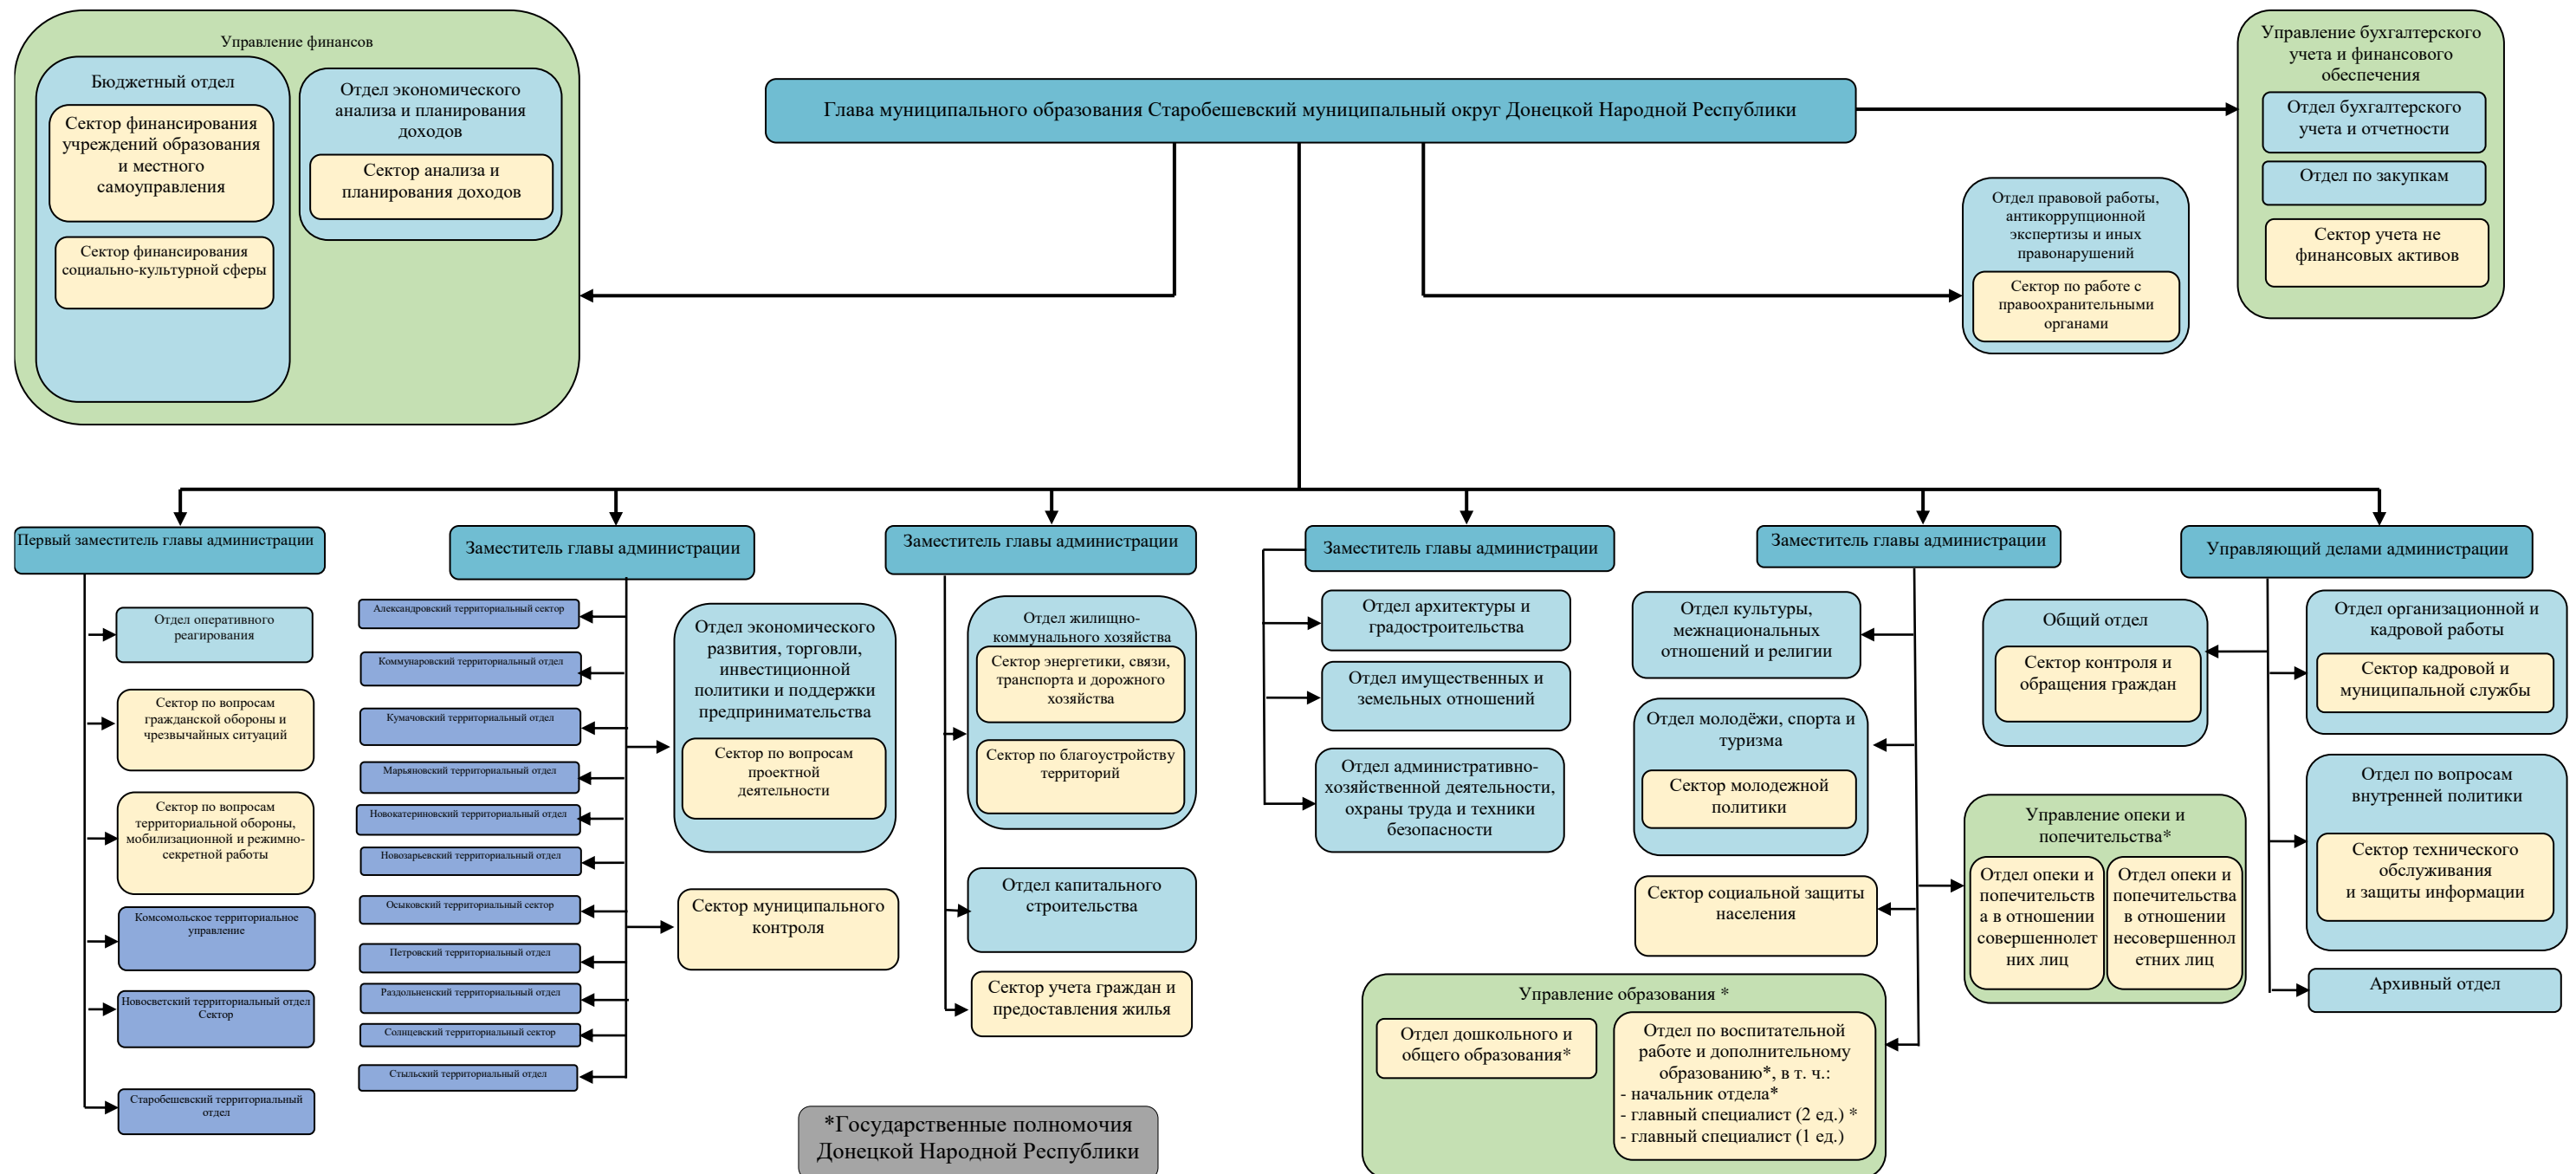 Управление финансов
Бюджетный отдел
Сектор финансирования
учреждений образования
и местного
самоуправления
Сектор финансирования
социально-культурной сферы
Отдел экономического
анализа и планирования
доходов
Сектор анализа и
планирования доходов
Глава муниципального образования Старобешевский муниципальный округ Донецкой Народной Республики
Управление бухгалтерского
учета и финансового
обеспечения
Отдел бухгалтерского
учета и отчетности
Отдел по закупкам
Сектор учета не
финансовых активов
Отдел правовой работы,
антикоррупционной
экспертизы и иных
правонарушений
Сектор по работе с
правоохранительными
органами
Первый заместитель главы администрации
Отдел оперативного
реагирования
Сектор по вопросам
гражданской обороны и
чрезвычайных ситуаций
Сектор по вопросам
территориальной обороны,
мобилизационной и режимно-
секретной работы
Комсомольское территориальное
управление
Новосветский территориальный отдел
Сектор
Старобешевский территориальный
отдел
Заместитель главы администрации
Александровский территориальный сектор
Коммунаровский территориальный отдел
Кумачовский территориальный отдел
Марьяновский территориальный отдел
Новокатериновский территориальный отдел
Новозарьевский территориальный отдел
Осыковский территориальный сектор
Петровский территориальный отдел
Раздольненский территориальный отдел
Солнцевский территориальный сектор
Стыльский территориальный отдел
Отдел экономического
развития, торговли,
инвестиционной
политики и поддержки
предпринимательства
Сектор по вопросам
проектной
деятельности
Сектор муниципального
контроля
Заместитель главы администрации
Отдел жилищно-
коммунального хозяйства
Сектор энергетики, связи,
транспорта и дорожного
хозяйства
Сектор по благоустройству
территорий
Отдел капитального
строительства
Сектор учета граждан и
предоставления жилья
Заместитель главы администрации
Отдел архитектуры и
градостроительства
Отдел имущественных и
земельных отношений
Отдел административно-
хозяйственной деятельности,
охраны труда и техники
безопасности
Заместитель главы администрации
Отдел культуры,
межнациональных
отношений и религии
Отдел молодёжи, спорта и
туризма
Сектор молодежной
политики
Сектор социальной защиты
населения
Управление опеки и
попечительства*
Отдел опеки и
попечительств
а в отношении
совершеннолет
них лиц
Отдел опеки и
попечительства
в отношении
несовершеннол
етних лиц
Управление образования *
Отдел дошкольного и
общего образования*
Отдел по воспитательной
работе и дополнительному
образованию*, в т. ч.:
- начальник отдела*
- главный специалист (2 ед.) *
- главный специалист (1 ед.)
Управляющий делами администрации
Общий отдел
Сектор контроля и
обращения граждан
Отдел организационной и
кадровой работы
Сектор кадровой и
муниципальной службы
Отдел по вопросам
внутренней политики
Сектор технического
обслуживания
и защиты информации
Архивный отдел
*Государственные полномочия
Донецкой Народной Республики